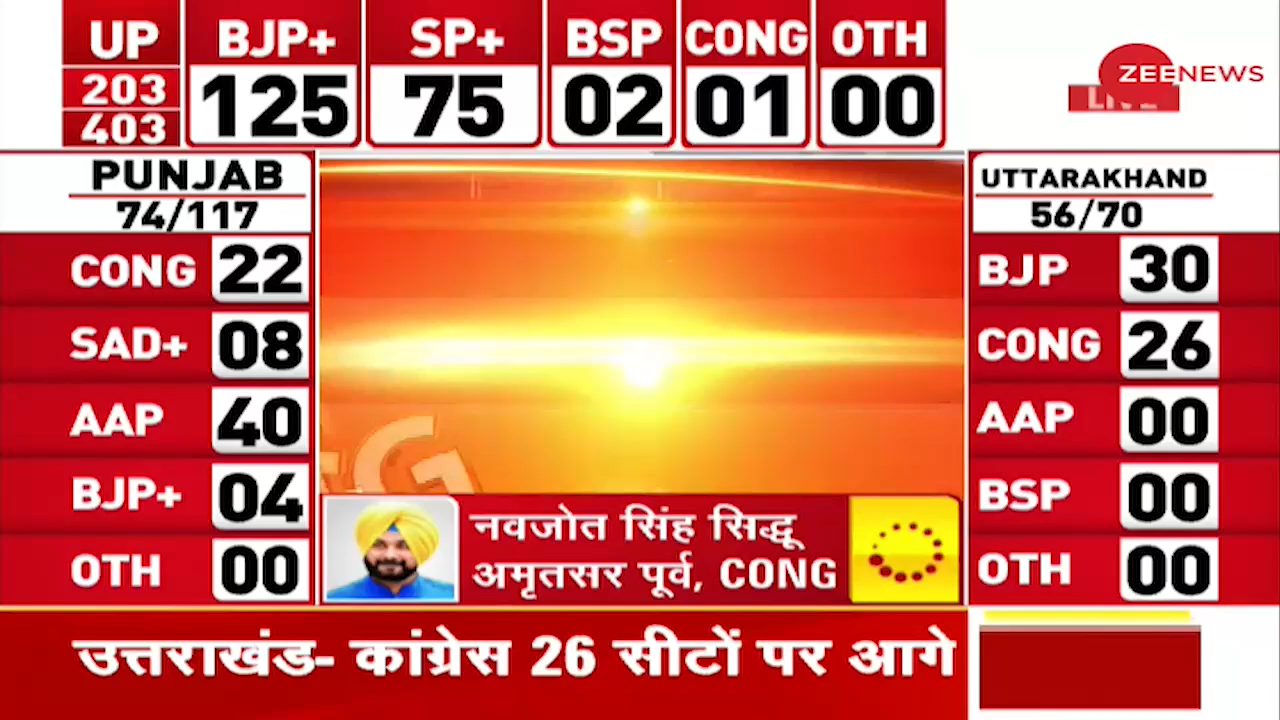 UP BJP+ SP+ BSP CONG OTH
203 125 75 02 01 00
403
ZEENEWS
LIVE
PUNJAB
74/117
CONG 22
SAD+ 08
AAP 40
BJP+ 04
OTH 00
UTTARAKHAND
56/70
BJP 30
CONG 26
AAP 00
BSP 00
OTH 00
नवजोत सिंह सिद्धू
अमृतसर पूर्व, CONG
उत्तराखंड- कांग्रेस 26 सीटों पर आगे